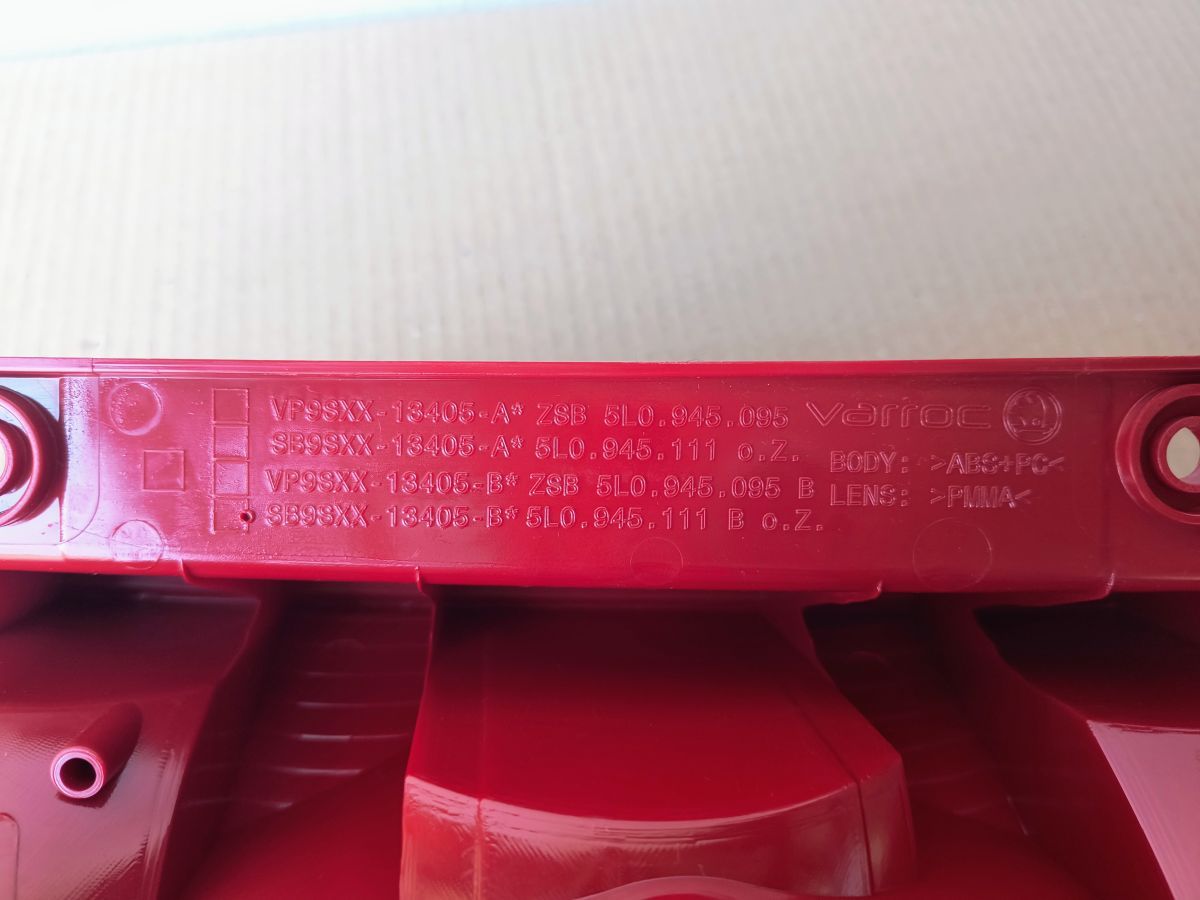 VP9SXX-13405-A* ZSB 5L0.945.095
SB9SXX-13405-A* 5L0.945.111 o.Z.
VP9SXX-13405-B* ZSB 5L0.945.095 B
SB9SXX-13405-B* 5L0.945.111 B o.Z.
varroc
BODY: >ABS+PC<
LENS: >PMMA<